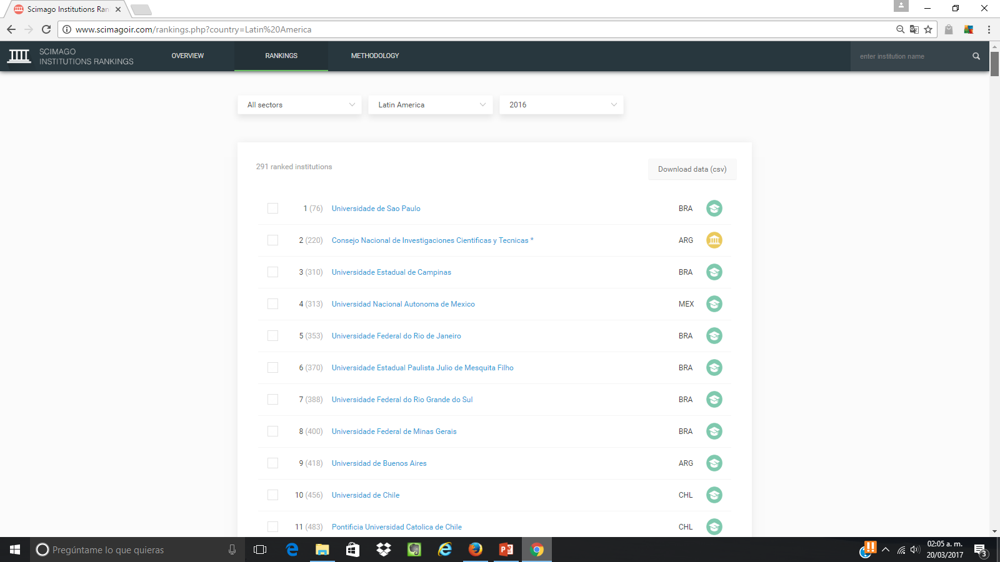 Scimago Institutions Ran
www.scimagoir.com/rankings.php?country=Latin%20America
SCIMAGO
INSTITUTIONS RANKINGS
OVERVIEW
RANKINGS
METHODOLOGY
enter institution name
All sectors
Latin America
2016
291 ranked institutions
Download data (csv)
1 (76) Universidade de Sao Paulo BRA
2 (220) Consejo Nacional de Investigaciones Cientificas y Tecnicas * ARG
3 (310) Universidade Estadual de Campinas BRA
4 (313) Universidad Nacional Autonoma de Mexico MEX
5 (353) Universidade Federal do Rio de Janeiro BRA
6 (370) Universidade Estadual Paulista Julio de Mesquita Filho BRA
7 (388) Universidade Federal do Rio Grande do Sul BRA
8 (400) Universidade Federal de Minas Gerais BRA
9 (418) Universidad de Buenos Aires ARG
10 (456) Universidad de Chile CHL
11 (483) Pontificia Universidad Catolica de Chile CHL
Pregúntame lo que quieras
02:05 a. m.
20/03/2017
3